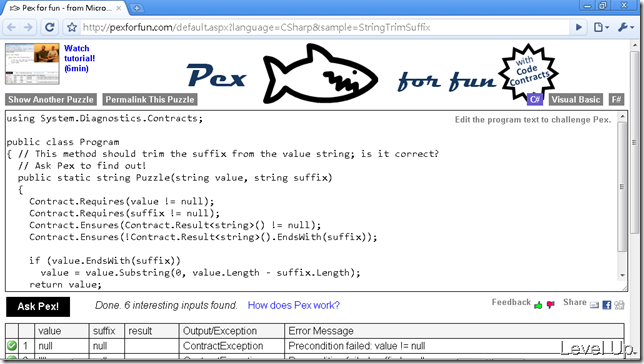 Pex for fun - from Micro...
http://pexforfun.com/default.aspx?language=CSharp&sample=StringTrimSuffix
Watch
tutorial!
(6min)
Pex for fun
with
Code
Contracts
Show Another Puzzle Permalink This Puzzle C# Visual Basic F#
Edit the program text to challenge Pex.
using System.Diagnostics.Contracts;
public class Program
{ // This method should trim the suffix from the value string; is it correct?
// Ask Pex to find out!
public static string Puzzle(string value, string suffix)
{
Contract.Requires(value != null);
Contract.Requires(suffix != null);
Contract.Ensures(Contract.Result<string>() != null);
Contract.Ensures(!Contract.Result<string>().EndsWith(suffix));
if (value.EndsWith(suffix))
value = value.Substring(0, value.Length - suffix.Length);
return value;
Ask Pex! Done. 6 interesting inputs found. How does Pex work? Feedback Share
value suffix result Output/Exception Error Message
1 null null ContractException Precondition failed: value != null
Level Up